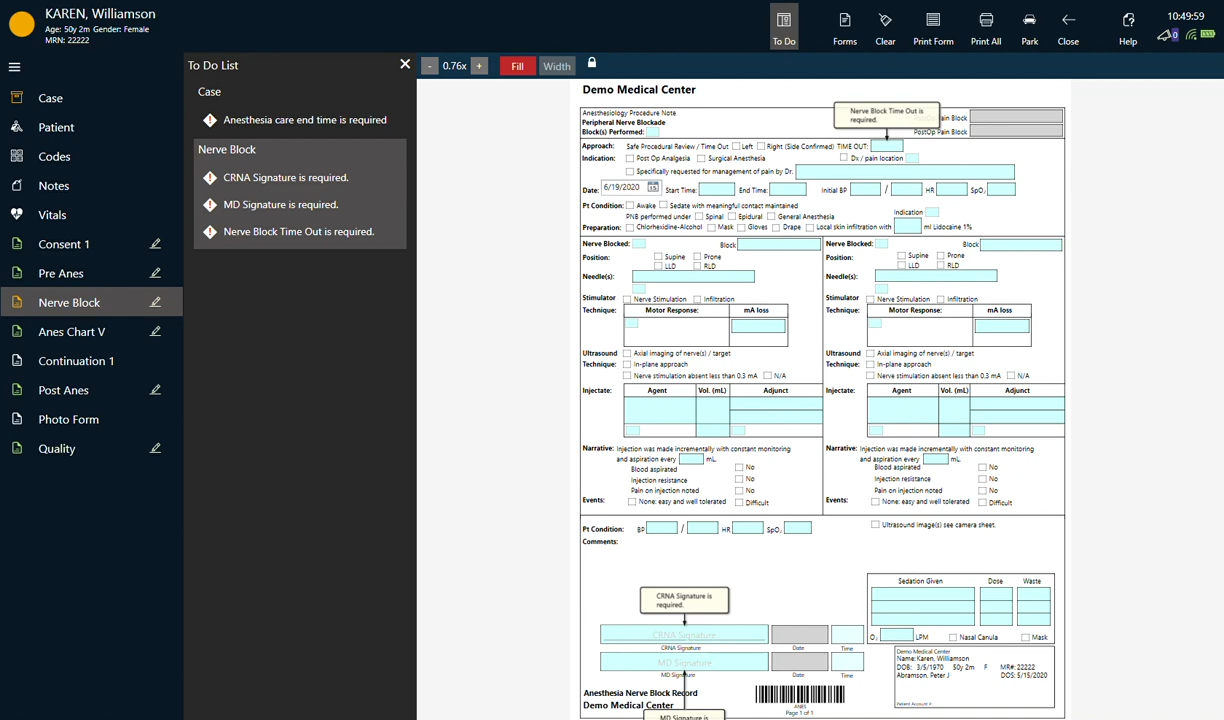 KAREN, Williamson
Age: 50y 2m Gender: Female
MRN: 22222
To Do
Forms
Clear
Print Form
Print All
Park
Close
Help
10:49:59
0
Case
Patient
Codes
Notes
Vitals
Consent 1
Pre Anes
Nerve Block
Anes Chart V
Continuation 1
Post Anes
Photo Form
Quality
To Do List
Case
Anesthesia care end time is required
Nerve Block
CRNA Signature is required.
MD Signature is required.
Nerve Block Time Out is required.
- 0.76x + Fill Width
Demo Medical Center
Anesthesiology Procedure Note
Peripheral Nerve Blockade
Block(s) Performed:
Nerve Block Time Out is
required.
ain Block
PostOp Pain Block
Approach: Safe Procedural Review / Time Out Left Right (Side Confirmed) TIME OUT:
Indication: Post Op Analgesia Surgical Anesthesia Dx / pain location
Specifically requested for management of pain by Dr.
Date: 6/19/2020 15 Start Time: End Time: Initial BP / HR SpO2
Pt Condition: Awake Sedate with meaningful contact maintained
PNB performed under Spinal Epidural General Anesthesia Indication
Preparation: Chlorhexidine-Alcohol Mask Gloves Drape Local skin infiltration with ml Lidocaine 1%
Nerve Blocked: Block
Position: Supine Prone
LLD RLD
Needle(s):
Stimulator Nerve Stimulation Infiltration
Technique: Motor Response: mA loss
Ultrasound Axial imaging of nerve(s) / target
Technique: In-plane approach
Nerve stimulation absent less than 0.3 mA N/A
Injectate: Agent Vol. (mL) Adjunct
Narrative: Injection was made incrementally with constant monitoring
and aspiration every mL.
Blood aspirated No
Injection resistance No
Pain on injection noted No
Events: None: easy and well tolerated Difficult
Nerve Blocked: Block
Position: Supine Prone
LLD RLD
Needle(s):
Stimulator Nerve Stimulation Infiltration
Technique: Motor Response: mA loss
Ultrasound Axial imaging of nerve(s) / target
Technique: In-plane approach
Nerve stimulation absent less than 0.3 mA N/A
Injectate: Agent Vol. (mL) Adjunct
Narrative: Injection was made incrementally with constant monitoring
and aspiration every mL.
Blood aspirated No
Injection resistance No
Pain on injection noted No
Events: None: easy and well tolerated Difficult
Pt Condition: BP / HR SpO2 Ultrasound image(s) see camera sheet.
Comments:
Sedation Given Dose Waste
O2 LPM Nasal Canula Mask
CRNA Signature is
required.
CRNA Signature
CRNA Signature Date Time
MD Signature
MD Signature Date Time
Demo Medical Center
Name: Karen, Williamson
DOB: 3/5/1970 50y 2m F MR#: 22222
Abramson, Peter J DOS: 5/15/2020
Patient Account #:
Anesthesia Nerve Block Record
Demo Medical Center
ANES
Page 1 of 1
MD Signature is